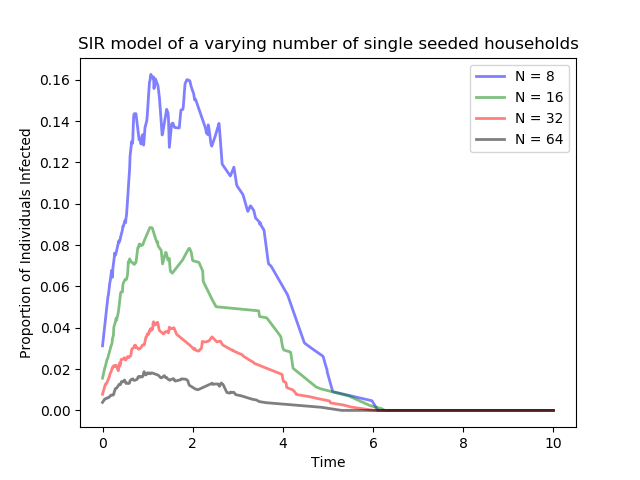 SIR model of a varying number of single seeded households
N = 8
N = 16
N = 32
N = 64
Proportion of Individuals Infected
0.16
0.14
0.12
0.10
0.08
0.06
0.04
0.02
0.00
0 2 4 6 8 10
Time